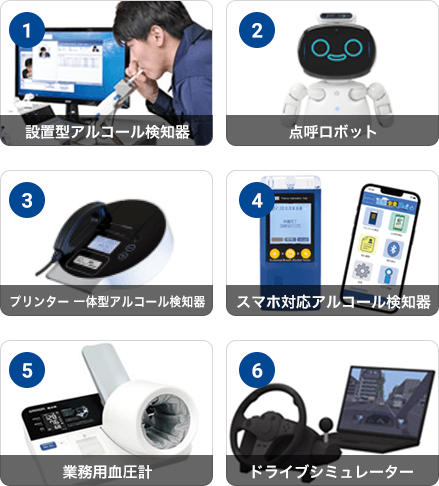 1
設置型アルコール検知器
2
点呼ロボット
3
プリンター 一体型アルコール検知器
4
スマホ対応アルコール検知器
5
業務用血圧計
6
ドライブシミュレーター